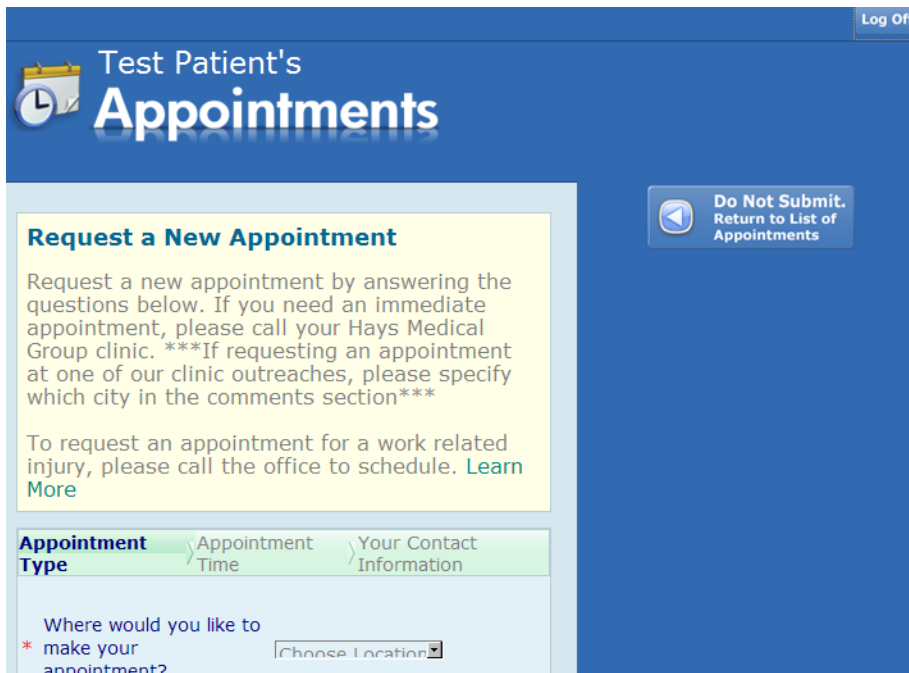 Log Of
Test Patient's
Appointments
Do Not Submit.
Return to List of
Appointments
Request a New Appointment
Request a new appointment by answering the
questions below. If you need an immediate
appointment, please call your Hays Medical
Group clinic. ***If requesting an appointment
at one of our clinic outreaches, please specify
which city in the comments section***
To request an appointment for a work related
injury, please call the office to schedule. Learn
More
Appointment Type
Appointment Time
Your Contact Information
Where would you like to
* make your
appointment?
Choose Location